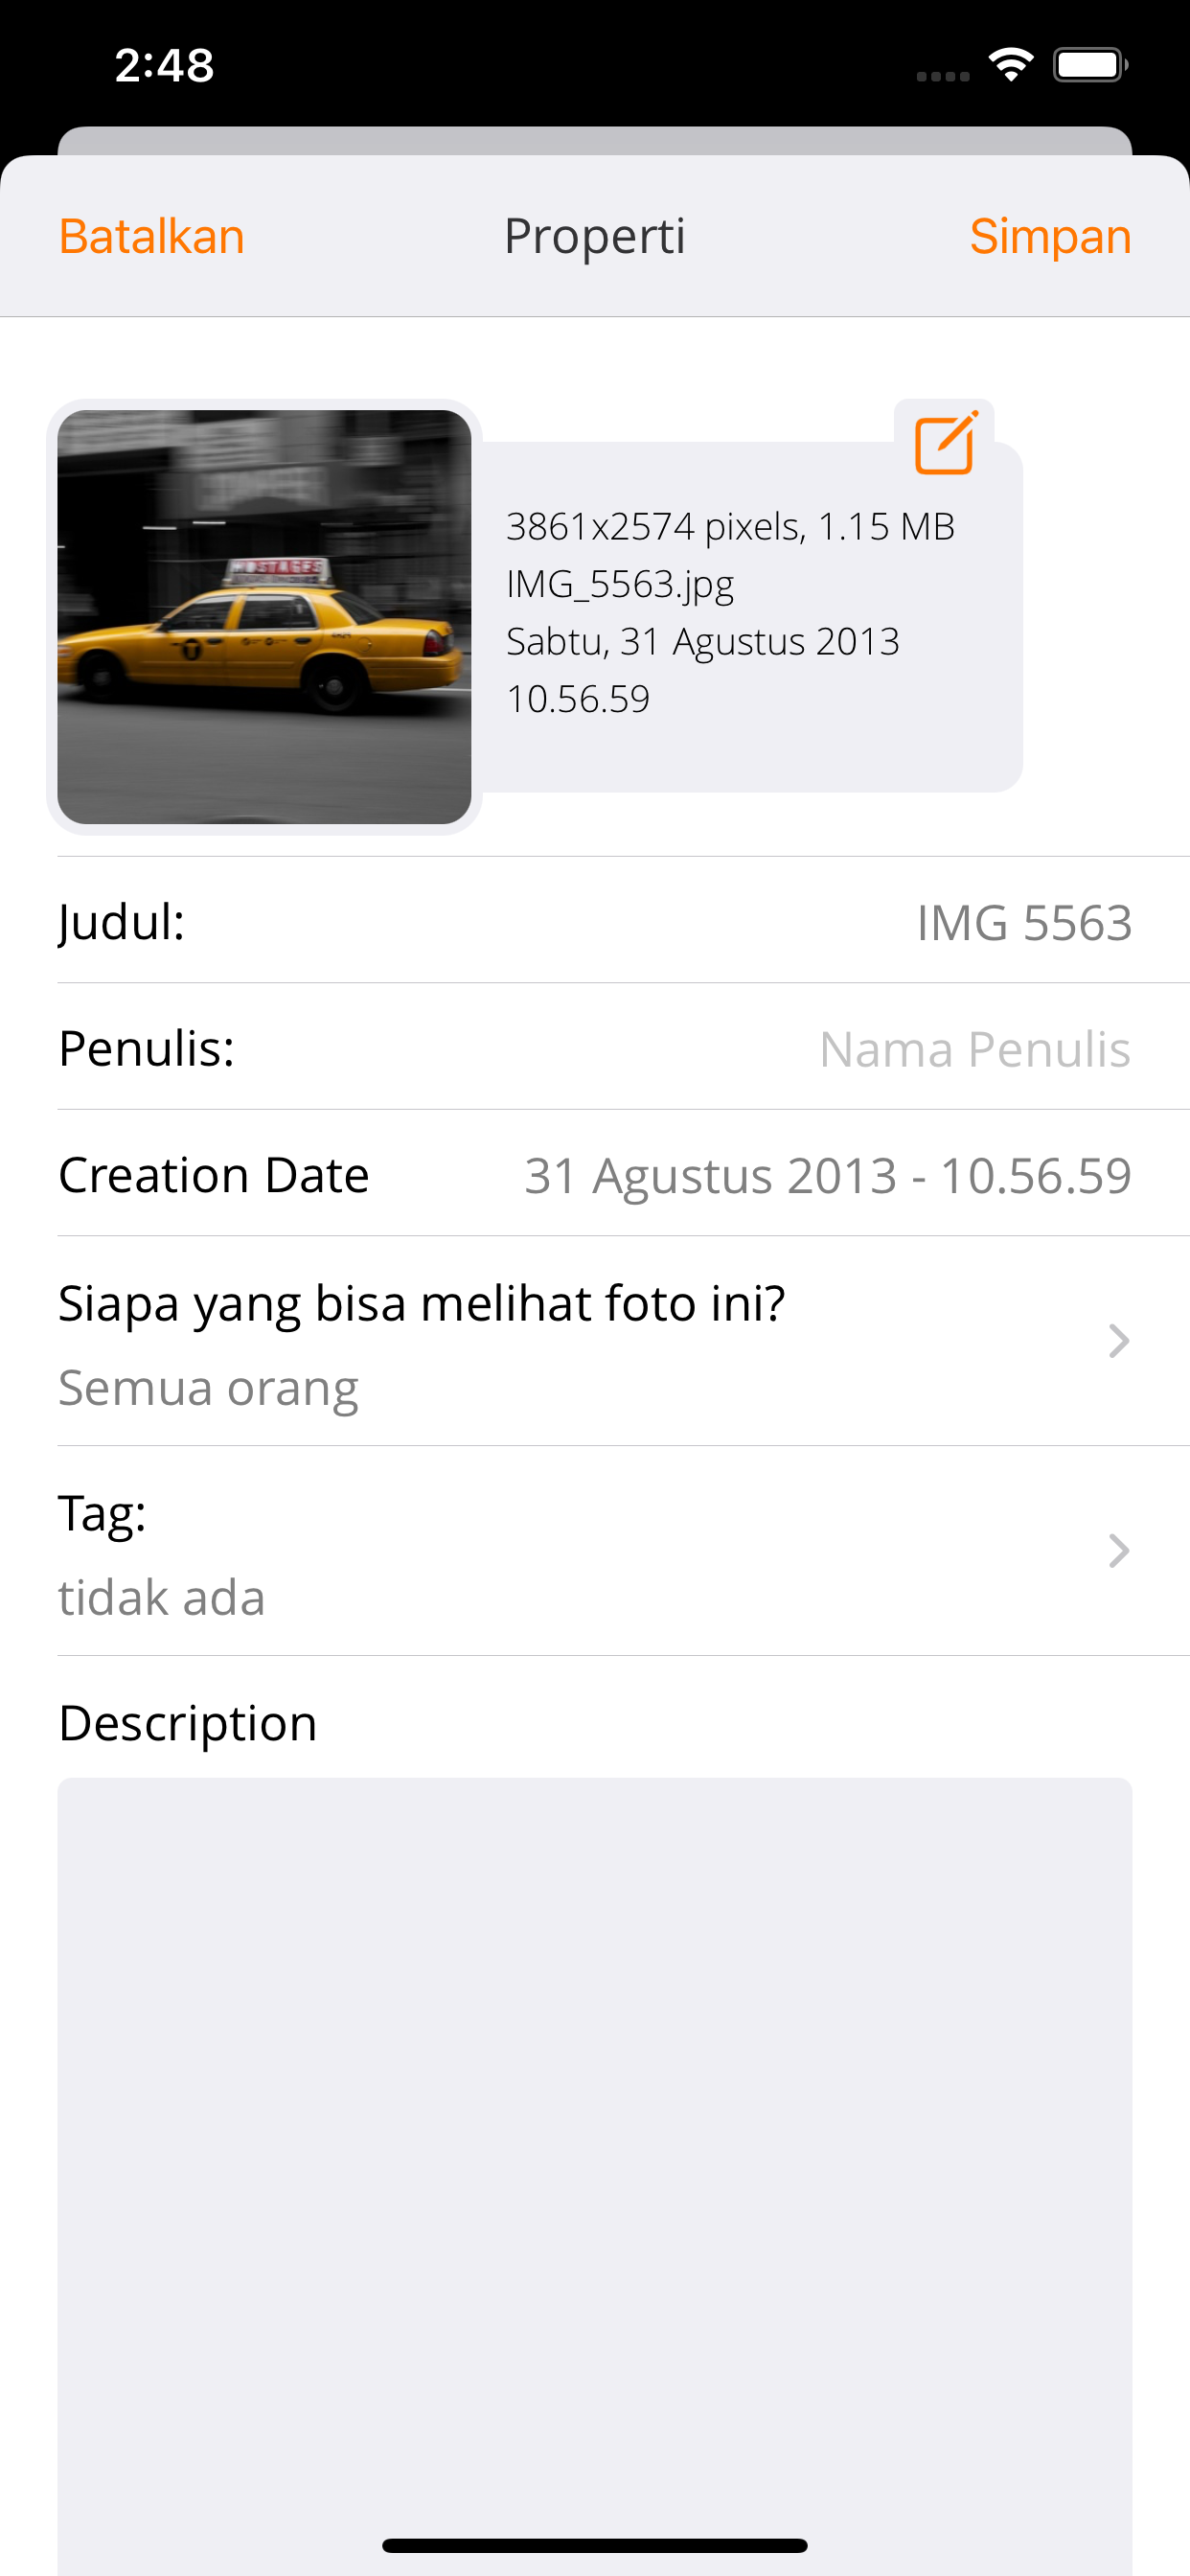 2:48
Batalkan
Properti
Simpan
3861x2574 pixels, 1.15 MB
IMG_5563.jpg
Sabtu, 31 Agustus 2013
10.56.59
Judul:
IMG 5563
Penulis:
Nama Penulis
Creation Date
31 Agustus 2013 - 10.56.59
Siapa yang bisa melihat foto ini?
Semua orang
Tag:
tidak ada
Description